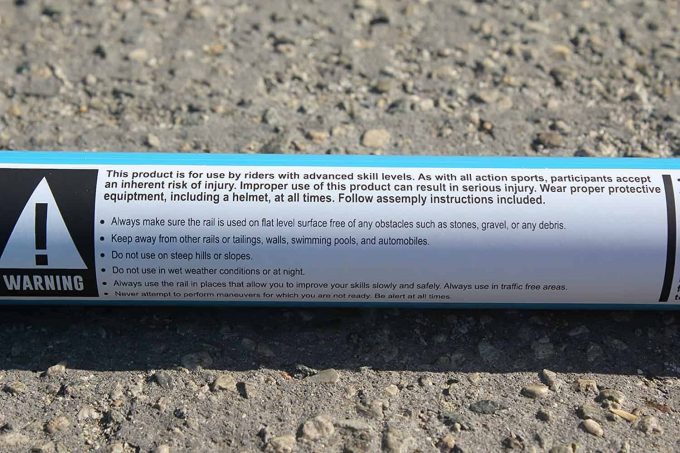 This product is for use by riders with advanced skill levels. As with all action sports, participants accept
an inherent risk of injury. Improper use of this product can result in serious injury. Wear proper protective
equiptment, including a helmet, at all times. Follow assemply instructions included.
• Always make sure the rail is used on flat level surface free of any obstacles such as stones, gravel, or any debris.
• Keep away from other rails or tailings, walls, swimming pools, and automobiles.
• Do not use on steep hills or slopes.
• Do not use in wet weather conditions or at night.
• Always use the rail in places that allow you to improve your skills slowly and safely. Always use in traffic free areas.
• Never attempt to perform maneuvers for which you are not ready. Be alert at all times.
WARNING